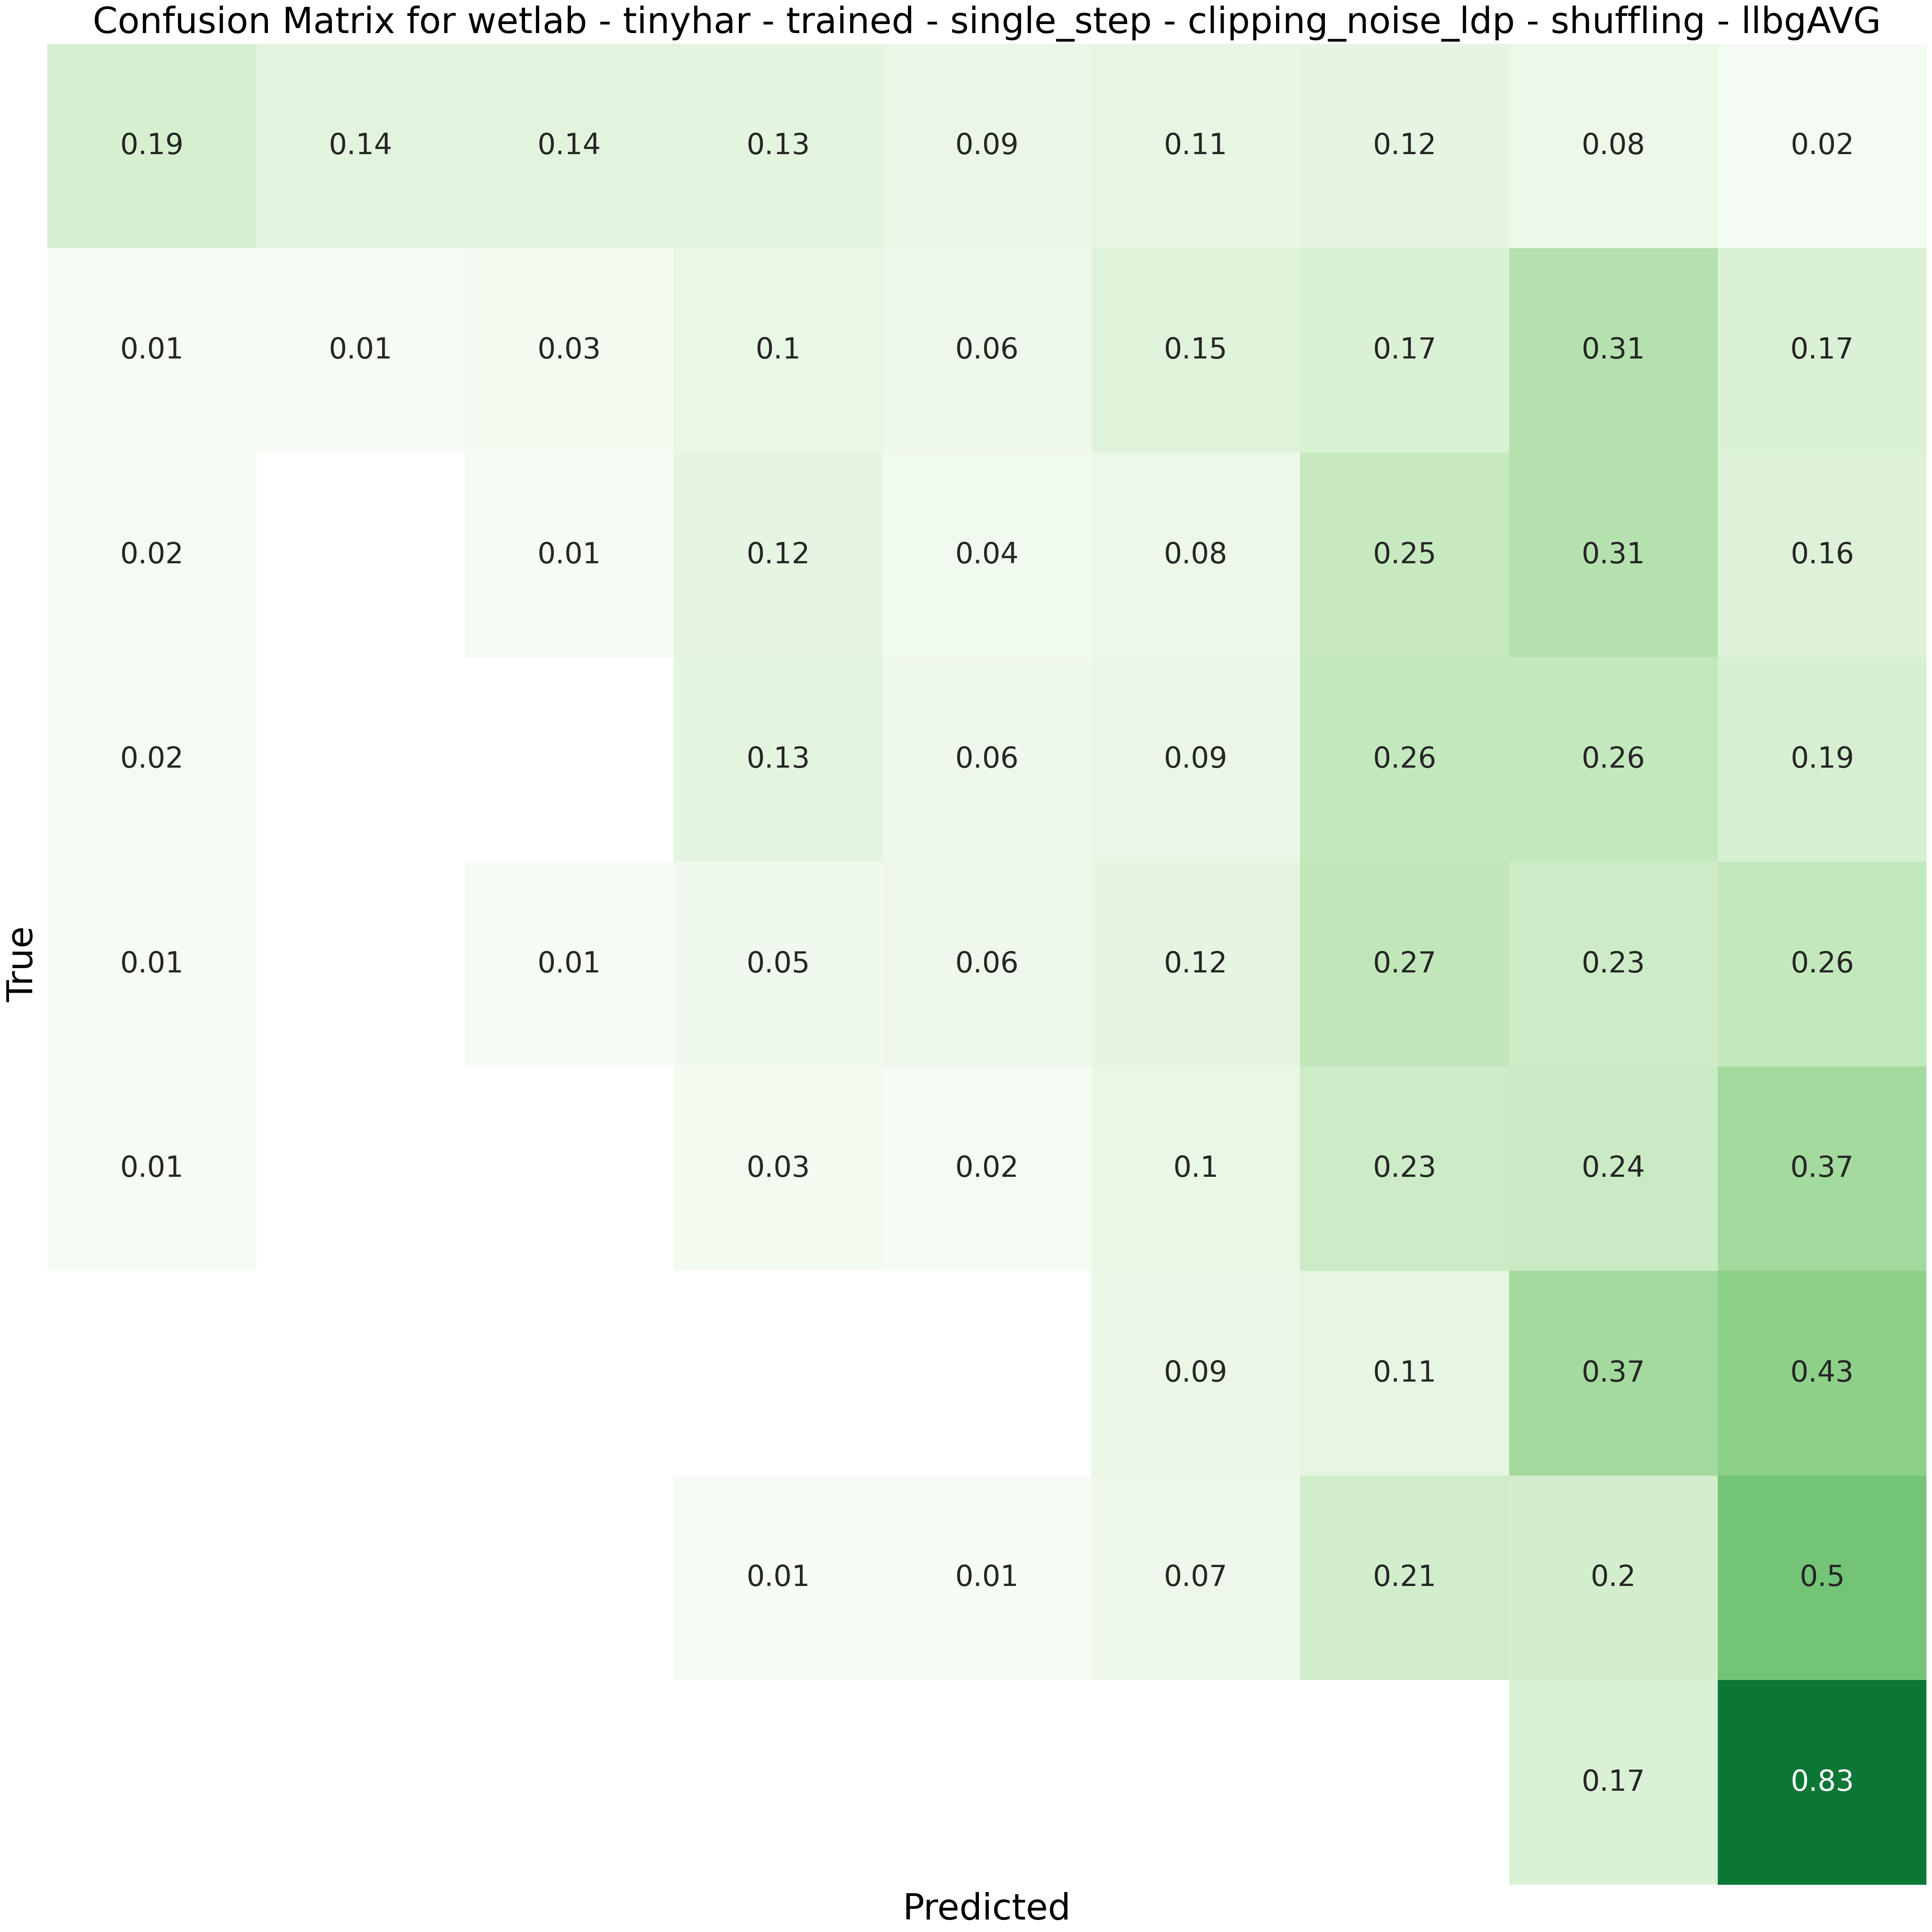 Confusion Matrix for wetlab - tinyhar - trained - single_step - clipping_noise_ldp - shuffling - llbgAVG
0.19 0.14 0.14 0.13 0.09 0.11 0.12 0.08 0.02
0.01 0.01 0.03 0.1 0.06 0.15 0.17 0.31 0.17
0.02 0.01 0.12 0.04 0.08 0.25 0.31 0.16
0.02 0.13 0.06 0.09 0.26 0.26 0.19
0.01 0.01 0.05 0.06 0.12 0.27 0.23 0.26
True
0.01 0.03 0.02 0.1 0.23 0.24 0.37
0.09 0.11 0.37 0.43
0.01 0.01 0.07 0.21 0.2 0.5
0.17 0.83
Predicted